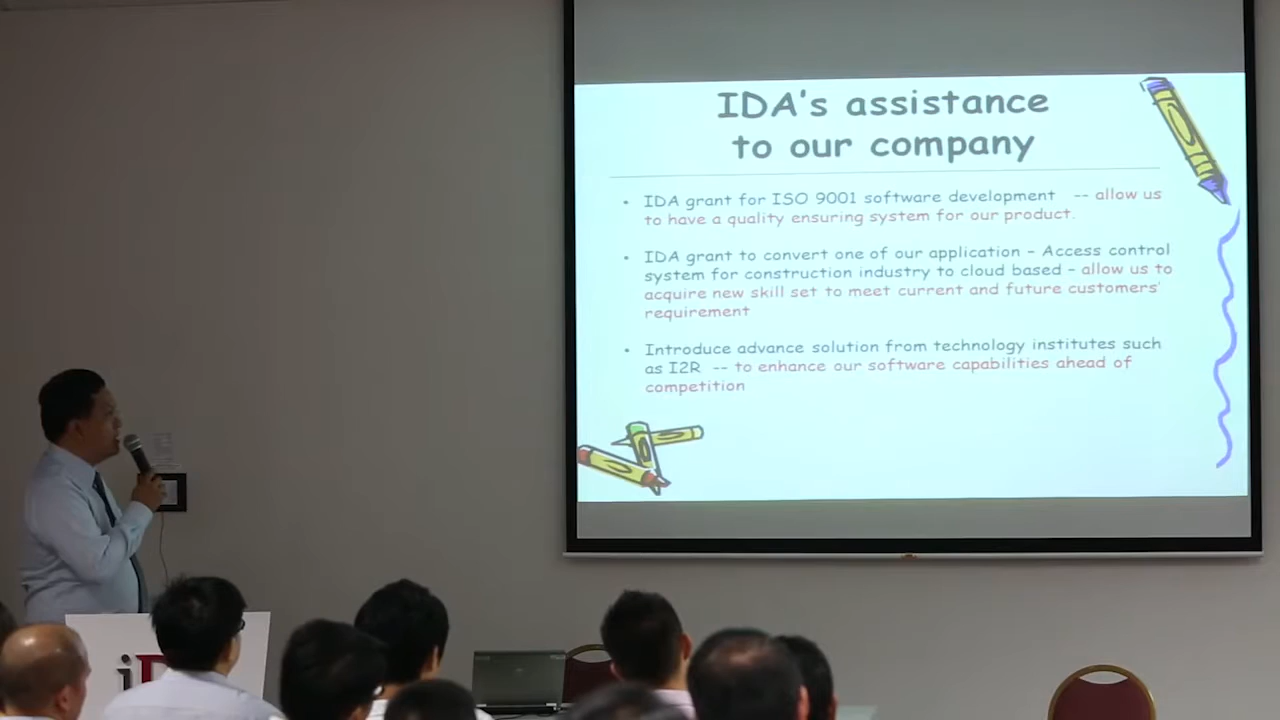 IDA's assistance
to our company
• IDA grant for ISO 9001 software development -- allow us
to have a quality ensuring system for our product.
• IDA grant to convert one of our application – Access control
system for construction industry to cloud based – allow us to
acquire new skill set to meet current and future customers'
requirement
• Introduce advance solution from technology institutes such
as I2R -- to enhance our software capabilities ahead of
competition
iD